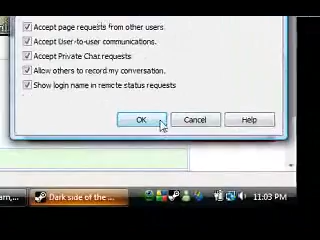 Accept page requests from other users.
Accept User-to-user communications.
Accept Private Chat requests
Allow others to record my conversation.
Show login name in remote status requests
OK Cancel Help
Dark side of the ... 11:03 PM